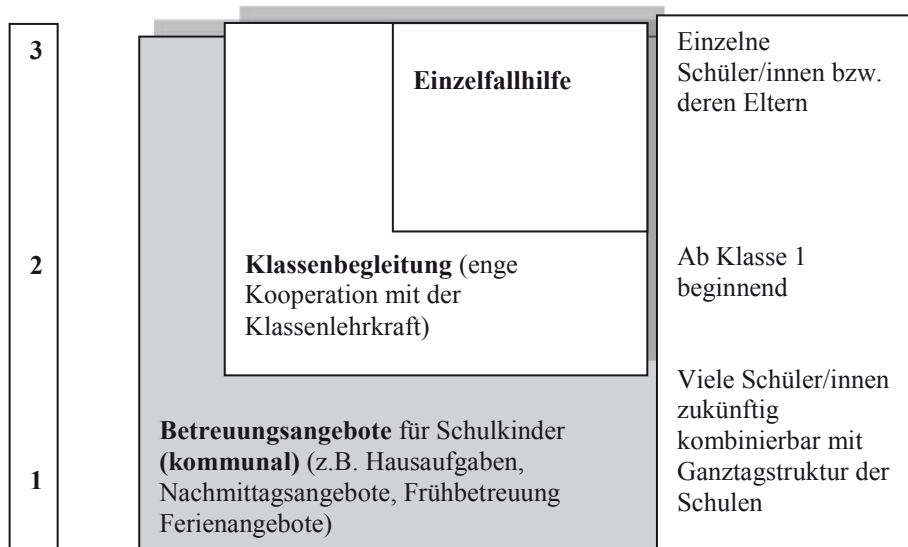 3
Einzelfallhilfe
Einzelne
Schüler/innen bzw.
deren Eltern
2
Klassenbegleitung (enge
Kooperation mit der
Klassenlehrkraft)
Ab Klasse 1
beginnend
1
Betreuungsangebote für Schulkinder
(kommunal) (z.B. Hausaufgaben,
Nachmittagsangebote, Frühbetreuung
Ferienangebote)
Viele Schüler/innen
zukünftig
kombinierbar mit
Ganztagstruktur der
Schulen